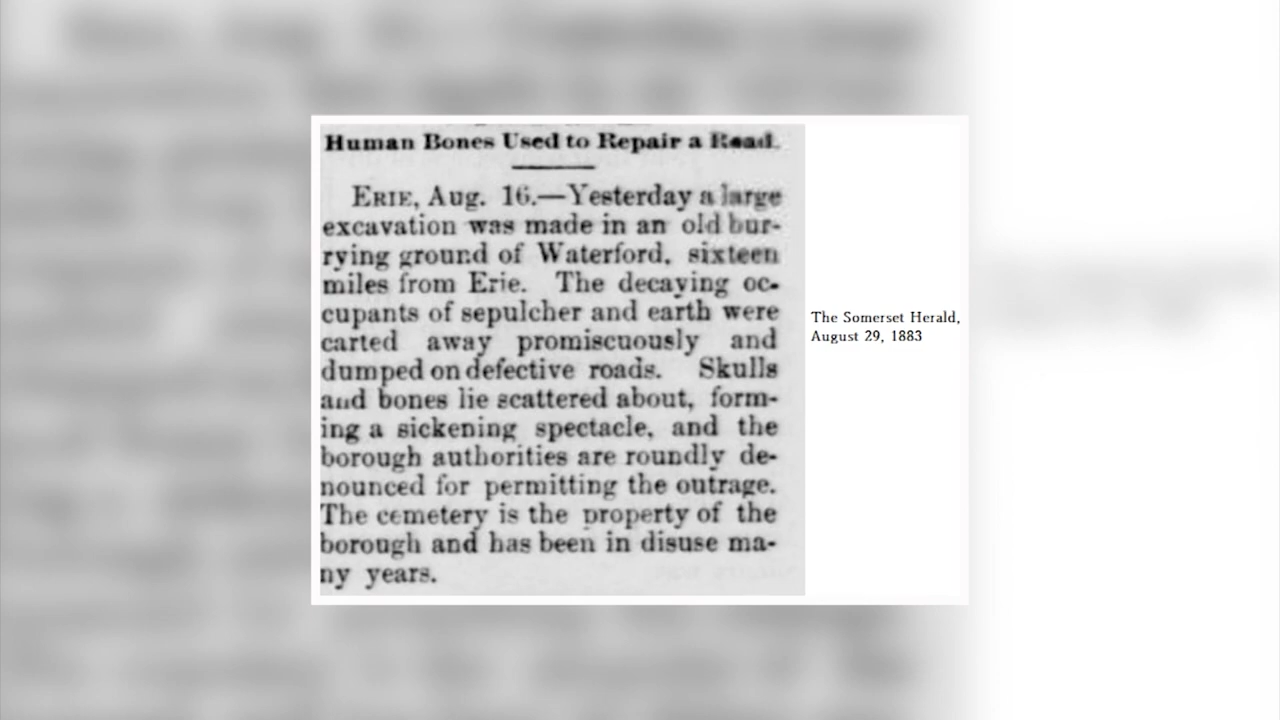 Human Bones Used to Repair a Road.
ERIE, Aug. 16.—Yesterday a large
excavation was made in an old bur-
rying ground of Waterford, sixteen
miles from Erie. The decaying oc-
cupants of sepulcher and earth were
carted away promiscuously and
dumped on defective roads. Skulls
and bones lie scattered about, form-
ing a sickening spectacle, and the
borough authorities are roundly de-
nounced for permitting the outrage.
The cemetery is the property of the
borough and has been in disuse ma-
ny years.
The Somerset Herald,
August 29, 1883